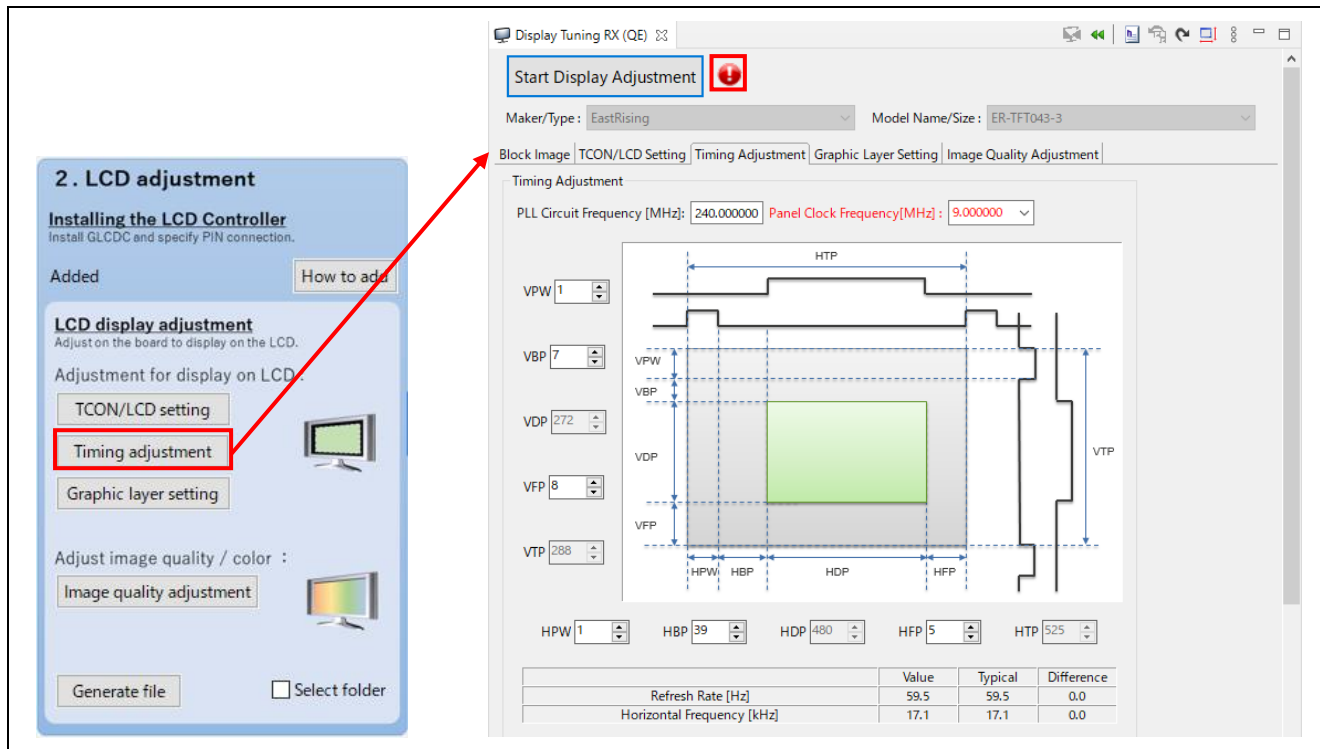 2. LCD adjustment
Installing the LCD Controller
Install GLCDC and specify PIN connection.
Added
How to add
LCD display adjustment
Adjust on the board to display on the LCD.
Adjustment for display on LCD :
TCON/LCD setting
Timing adjustment
Graphic layer setting
Adjust image quality / color :
Image quality adjustment
Generate file
Select folder
Display Tuning RX (QE)
Start Display Adjustment
Maker/Type : EastRising Model Name/Size : ER-TFT043-3
Block Image TCON/LCD Setting Timing Adjustment Graphic Layer Setting Image Quality Adjustment
Timing Adjustment
PLL Circuit Frequency [MHz]: 240.000000 Panel Clock Frequency[MHz] : 9.000000
HTP
VPW 1
VBP 7
VDP 272
VFP 8
VTP 288
VPW
VBP
VDP
VFP
VTP
HPW HBP HDP HFP
HPW 1 HBP 39 HDP 480 HFP 5 HTP 525
Value Typical Difference
Refresh Rate [Hz] 59.5 59.5 0.0
Horizontal Frequency [kHz] 17.1 17.1 0.0